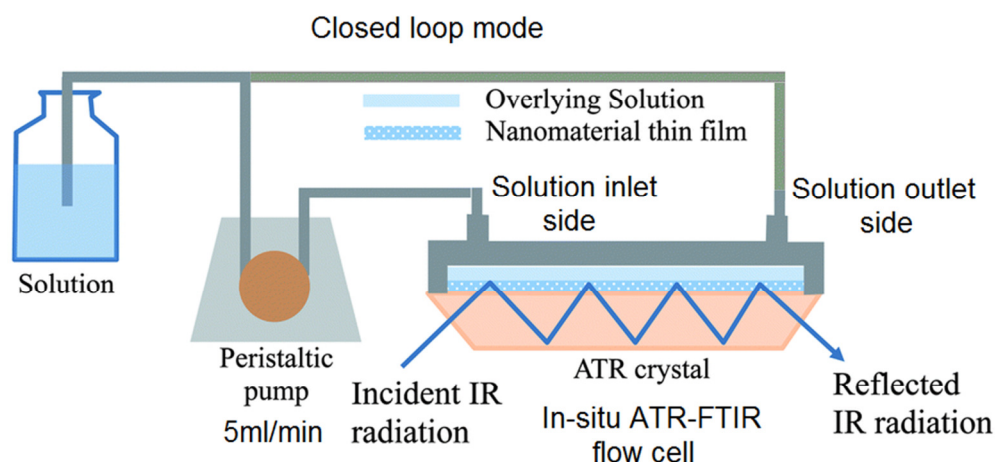 Closed loop mode
Overlying Solution
Nanomaterial thin film
Solution inlet
side
Solution outlet
side
Solution
Peristaltic
pump
5ml/min
Incident IR
radiation
ATR crystal
In-situ ATR-FTIR
flow cell
Reflected
IR radiation